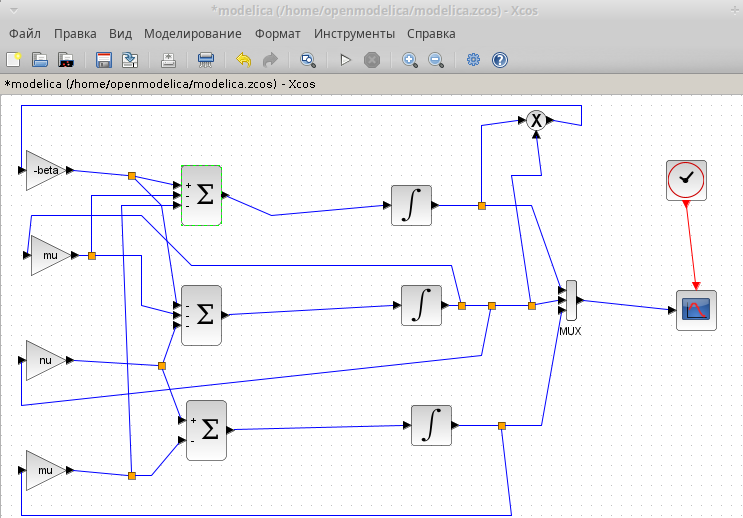 *modelica (/home/openmodelica/modelica.zcos) - Xcos
Файл Правка Вид Моделирование Формат Инструменты Справка
*modelica (/home/openmodelica/modelica.zcos) - Xcos
X
-beta
+
-
-
Σ
∫
mu
-
-
-
Σ
∫
MUX
nu
+
-
Σ
∫
mu